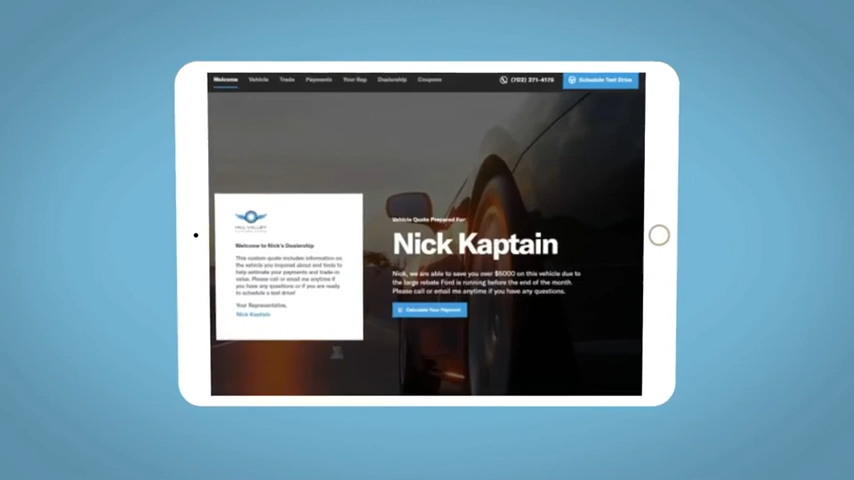 Welcome Vehicle Trade Payments Your Rep Dealership Coupons (702) 371-4176 Schedule Test Drive
HILL VALLEY
Welcome to Nick's Dealership
This custom quote includes information on
the vehicle you inquired about and tools to
help estimate your payments and trade-in
value. Please call or email me anytime if
you have any questions or if you are ready
to schedule a test drive!
Your Representative,
Nick Kaptain
Vehicle Quote Prepared For:
Nick Kaptain
Nick, we are able to save you over $6000 on this vehicle due to
the large rebate Ford is running before the end of the month.
Please call or email me anytime if you have any questions.
Calculate Your Payment